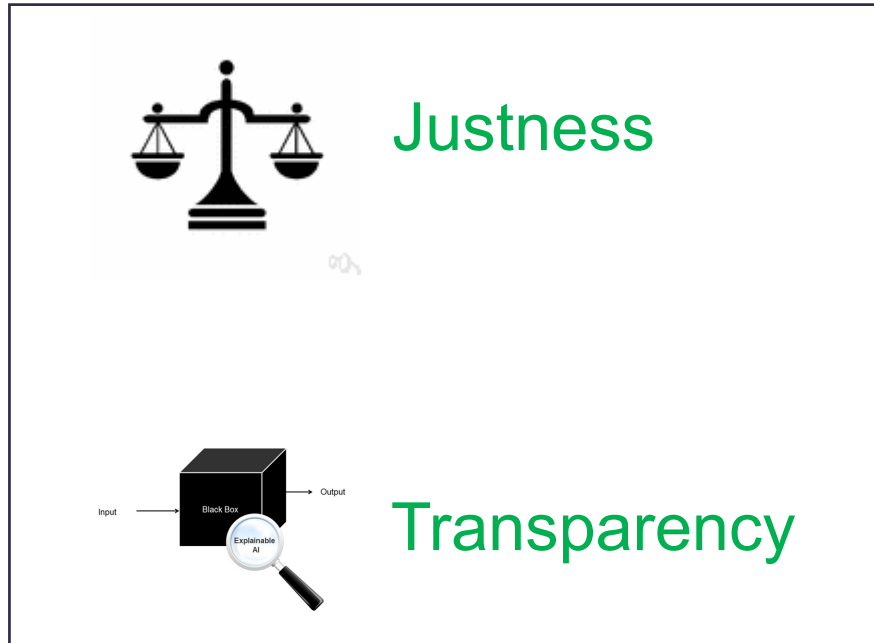 Justness
Input
Black Box
Output
Explainable
AI
Transparency